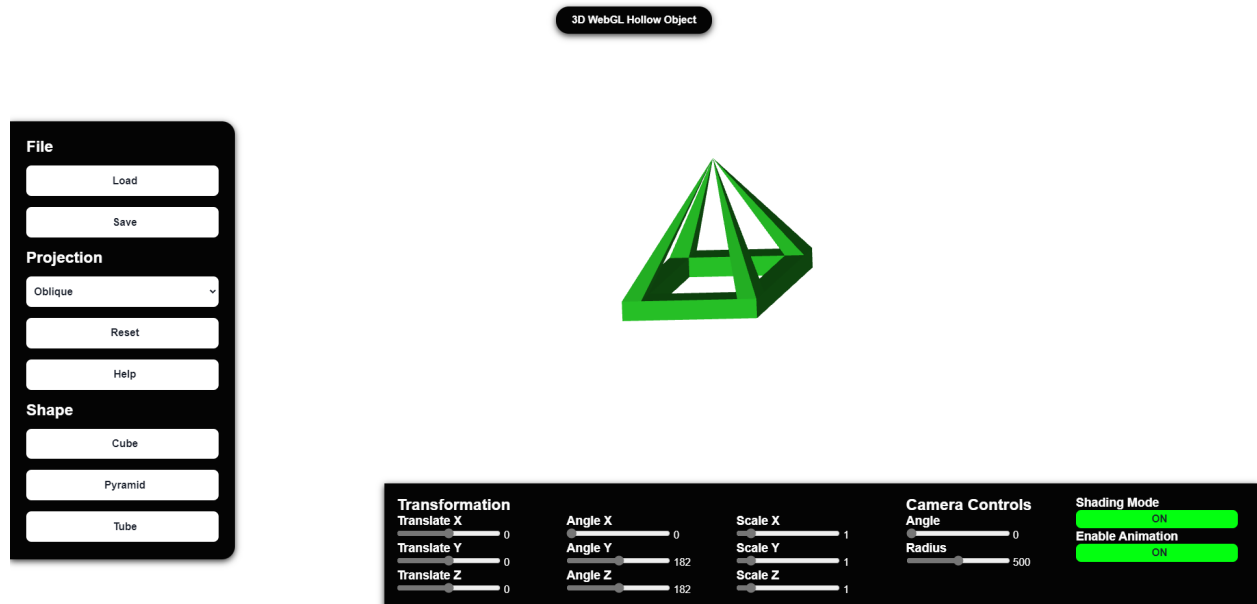 3D WebGL Hollow Object
File
Load
Save
Projection
Oblique
Reset
Help
Shape
Cube
Pyramid
Tube
Transformation
Translate X
0
Translate Y
0
Translate Z
0
Angle X
0
Angle Y
182
Angle Z
182
Scale X
1
Scale Y
1
Scale Z
1
Camera Controls
Angle
0
Radius
500
Shading Mode
ON
Enable Animation
ON